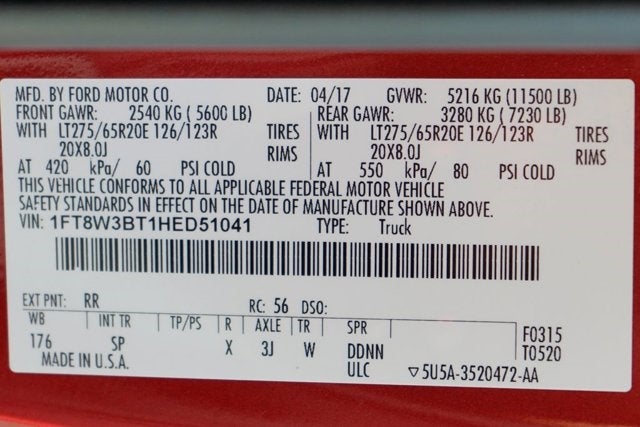 MFD. BY FORD MOTOR CO. DATE: 04/17 GVWR: 5216 KG (11500 LB)
FRONT GAWR: 2540 KG ( 5600 LB) REAR GAWR: 3280 KG ( 7230 LB)
WITH LT275/65R20E 126/123R TIRES WITH LT275/65R20E 126/123R TIRES
20X8.0J RIMS 20X8.0J RIMS
AT 420 kPa/ 60 PSI COLD AT 550 kPa/ 80 PSI COLD
THIS VEHICLE CONFORMS TO ALL APPLICABLE FEDERAL MOTOR VEHICLE
SAFETY STANDARDS IN EFFECT ON THE DATE OF MANUFACTURE SHOWN ABOVE.
VIN: 1FT8W3BT1HED51041 TYPE: Truck
EXT PNT: RR RC: 56 DSO:
WB INT TR TP/PS R AXLE TR SPR F0315
176 SP X 3J W DDNN T0520
MADE IN U.S.A. ULC ▽5U5A-3520472-AA